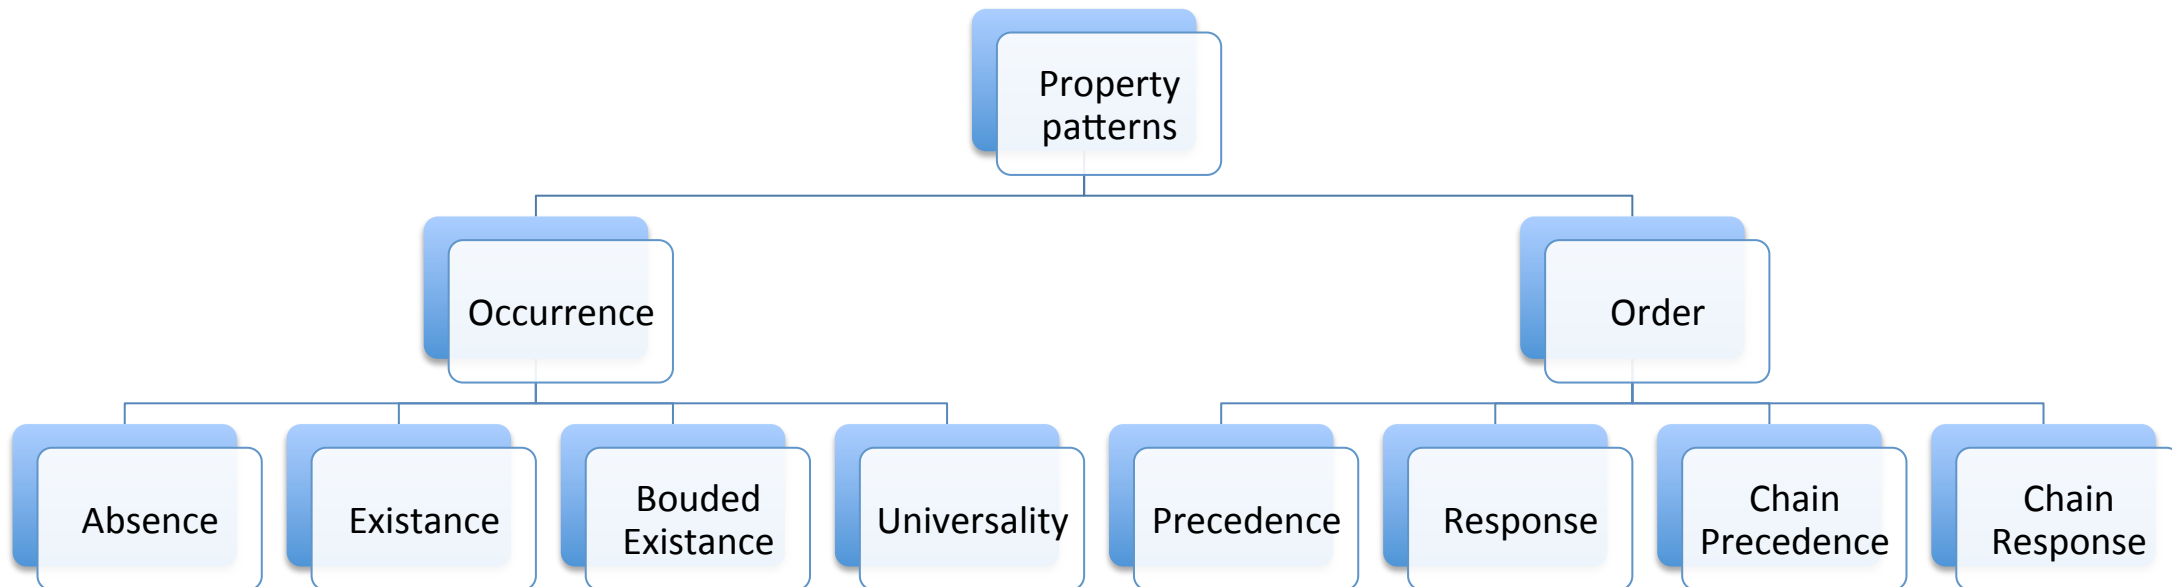 Property
patterns
Occurrence
Order
Absence
Existance
Bouded
Existance
Universality
Precedence
Response
Chain
Precedence
Chain
Response